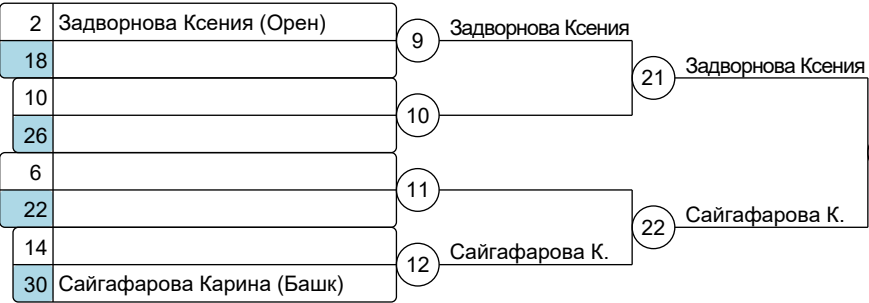 2 Задворнова Ксения (Орен)
18
10
26
6
22
14
30 Сайгафарова Карина (Башк)
9 Задворнова Ксения
10
11
12 Сайгафарова К.
21 Задворнова Ксения
22 Сайгафарова К.